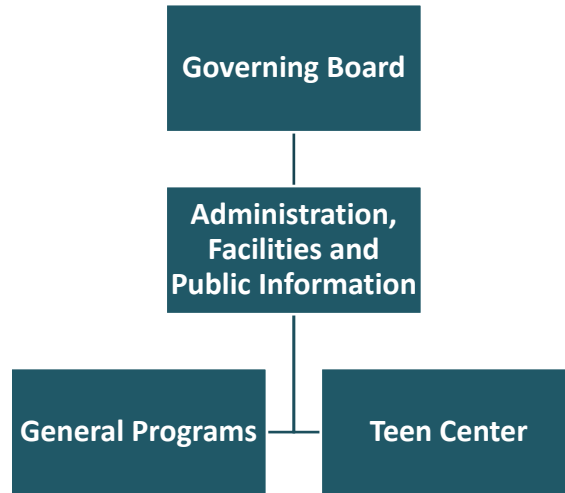 Governing Board
Administration,
Facilities and
Public Information
General Programs
Teen Center